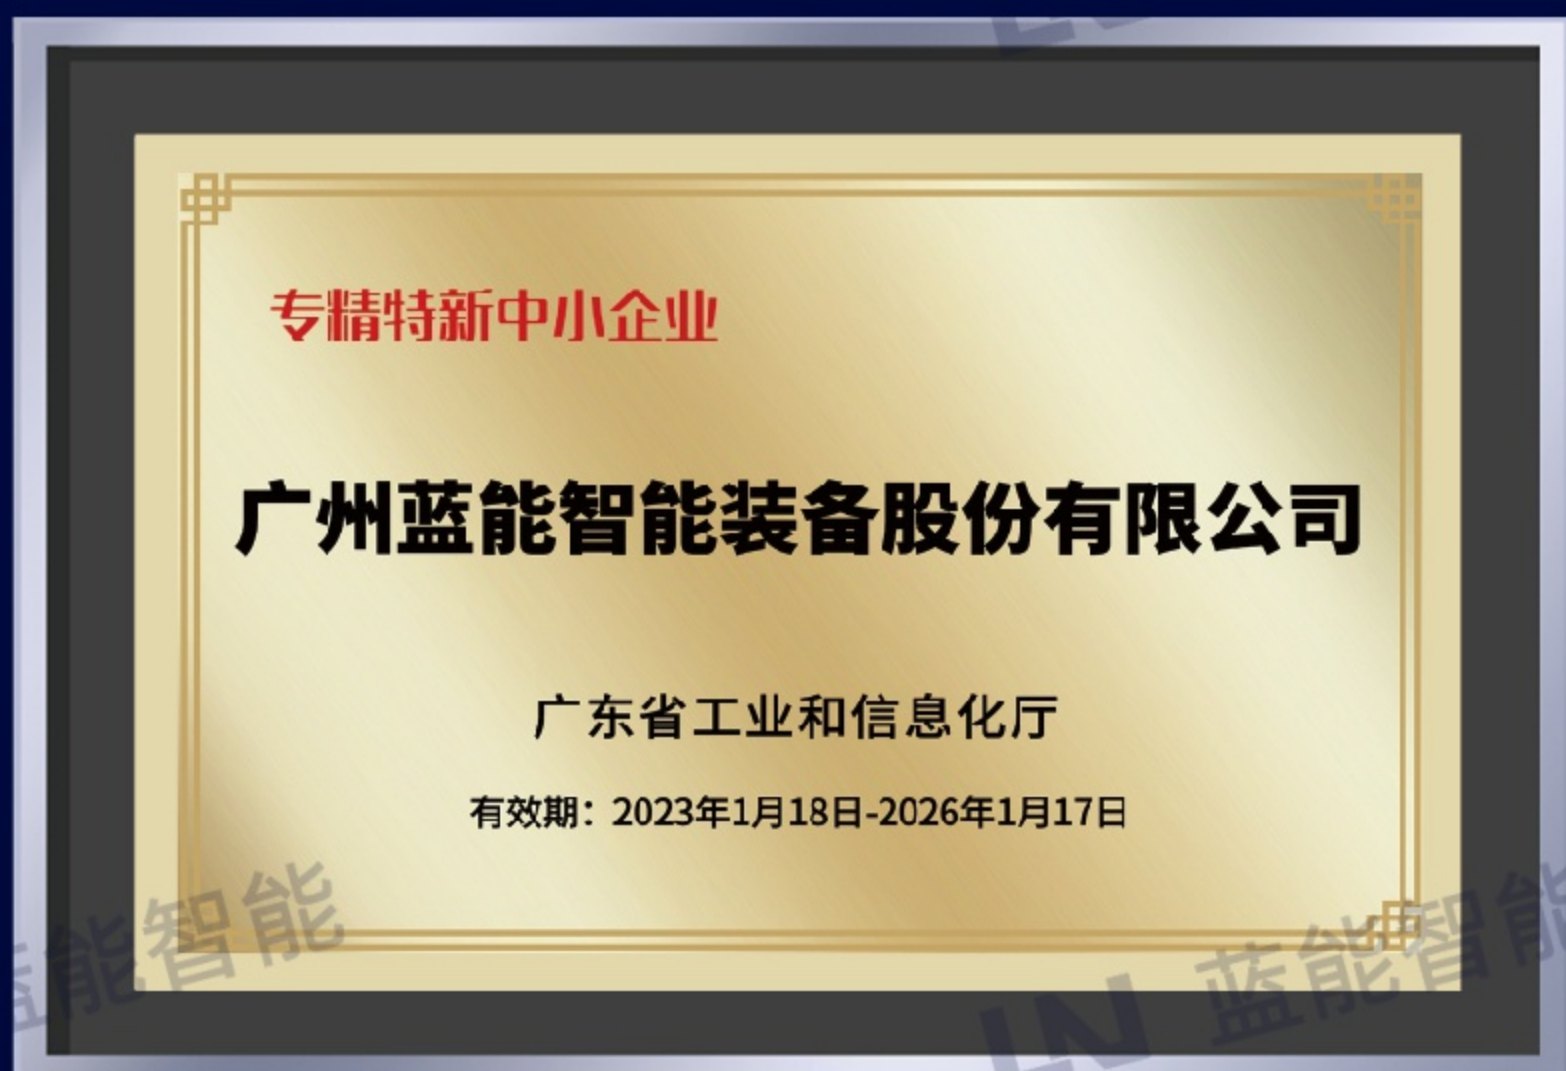 专精特新中小企业
广州蓝能智能装备股份有限公司
广东省工业和信息化厅
有效期：2023年1月18日-2026年1月17日
蓝能智能
LN 蓝能智能